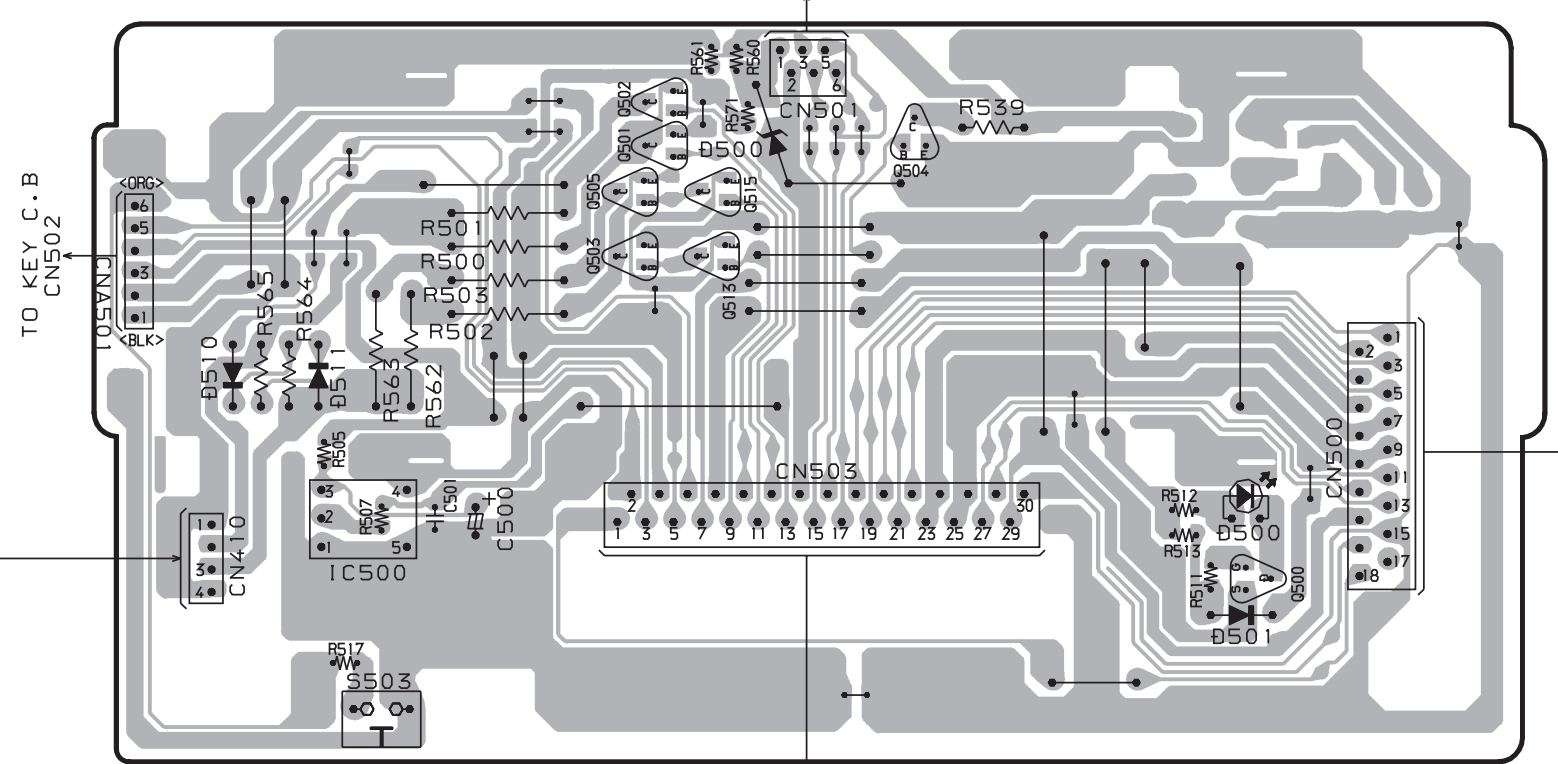 R561
R560
1 3 5
2 6
CN501
Q502
C E B
R571
Q501
C E B
D500
R539
C
B E
Q504
TO KEY C.B
CN502
<ORG>
6
5
3
1
<BLK>
CNA501
Q505
C E B
C E B
Q515
R501
R500
R503
R502
Q503
C E B
C E B
Q513
R565
R564
D510
D511
R563
R562
1
2
3
5
7
9
11
13
15
17
18
CN500
R505
3 4
2
1 5
R507
IC500
C501
+
C500
CN503
2 30
1 3 5 7 9 11 13 15 17 19 21 23 25 27 29
R512
R513
D500
R511
G
S D
Q500
D501
1
3
4
CN410
R517
S503